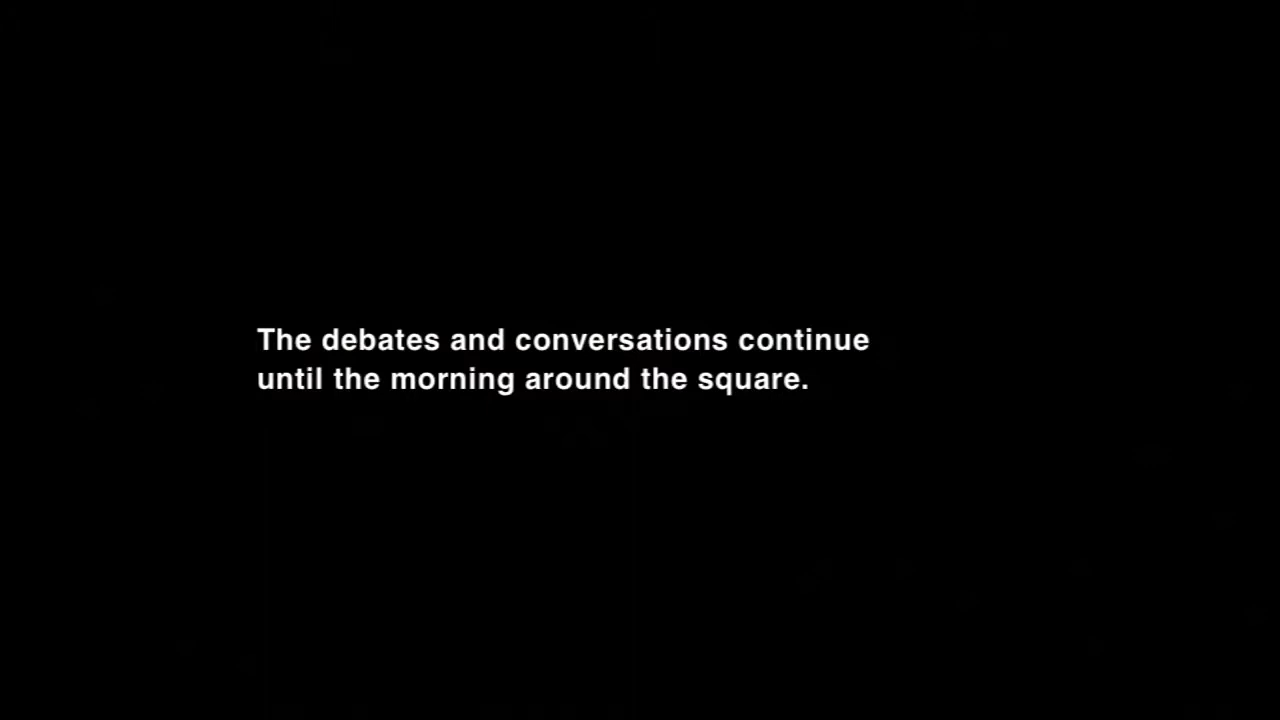 The debates and conversations continue
until the morning around the square.